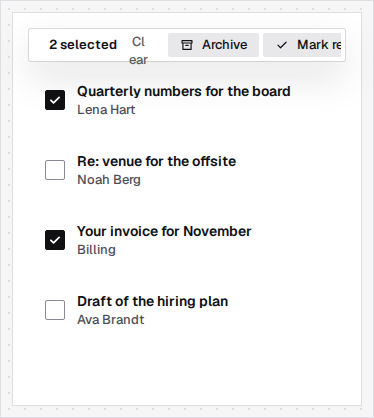 2 selected Cl
ear Archive Mark re
Quarterly numbers for the board
Lena Hart
Re: venue for the offsite
Noah Berg
Your invoice for November
Billing
Draft of the hiring plan
Ava Brandt